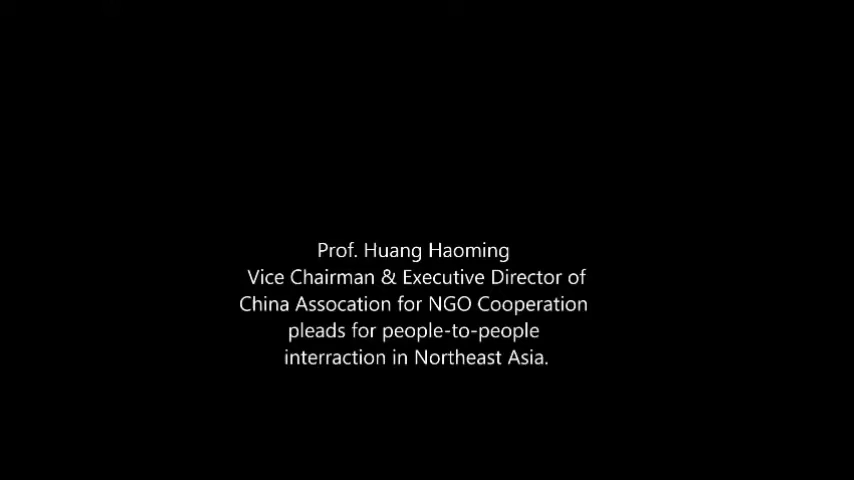 Prof. Huang Haoming
Vice Chairman & Executive Director of
China Assocation for NGO Cooperation
pleads for people-to-people
interraction in Northeast Asia.